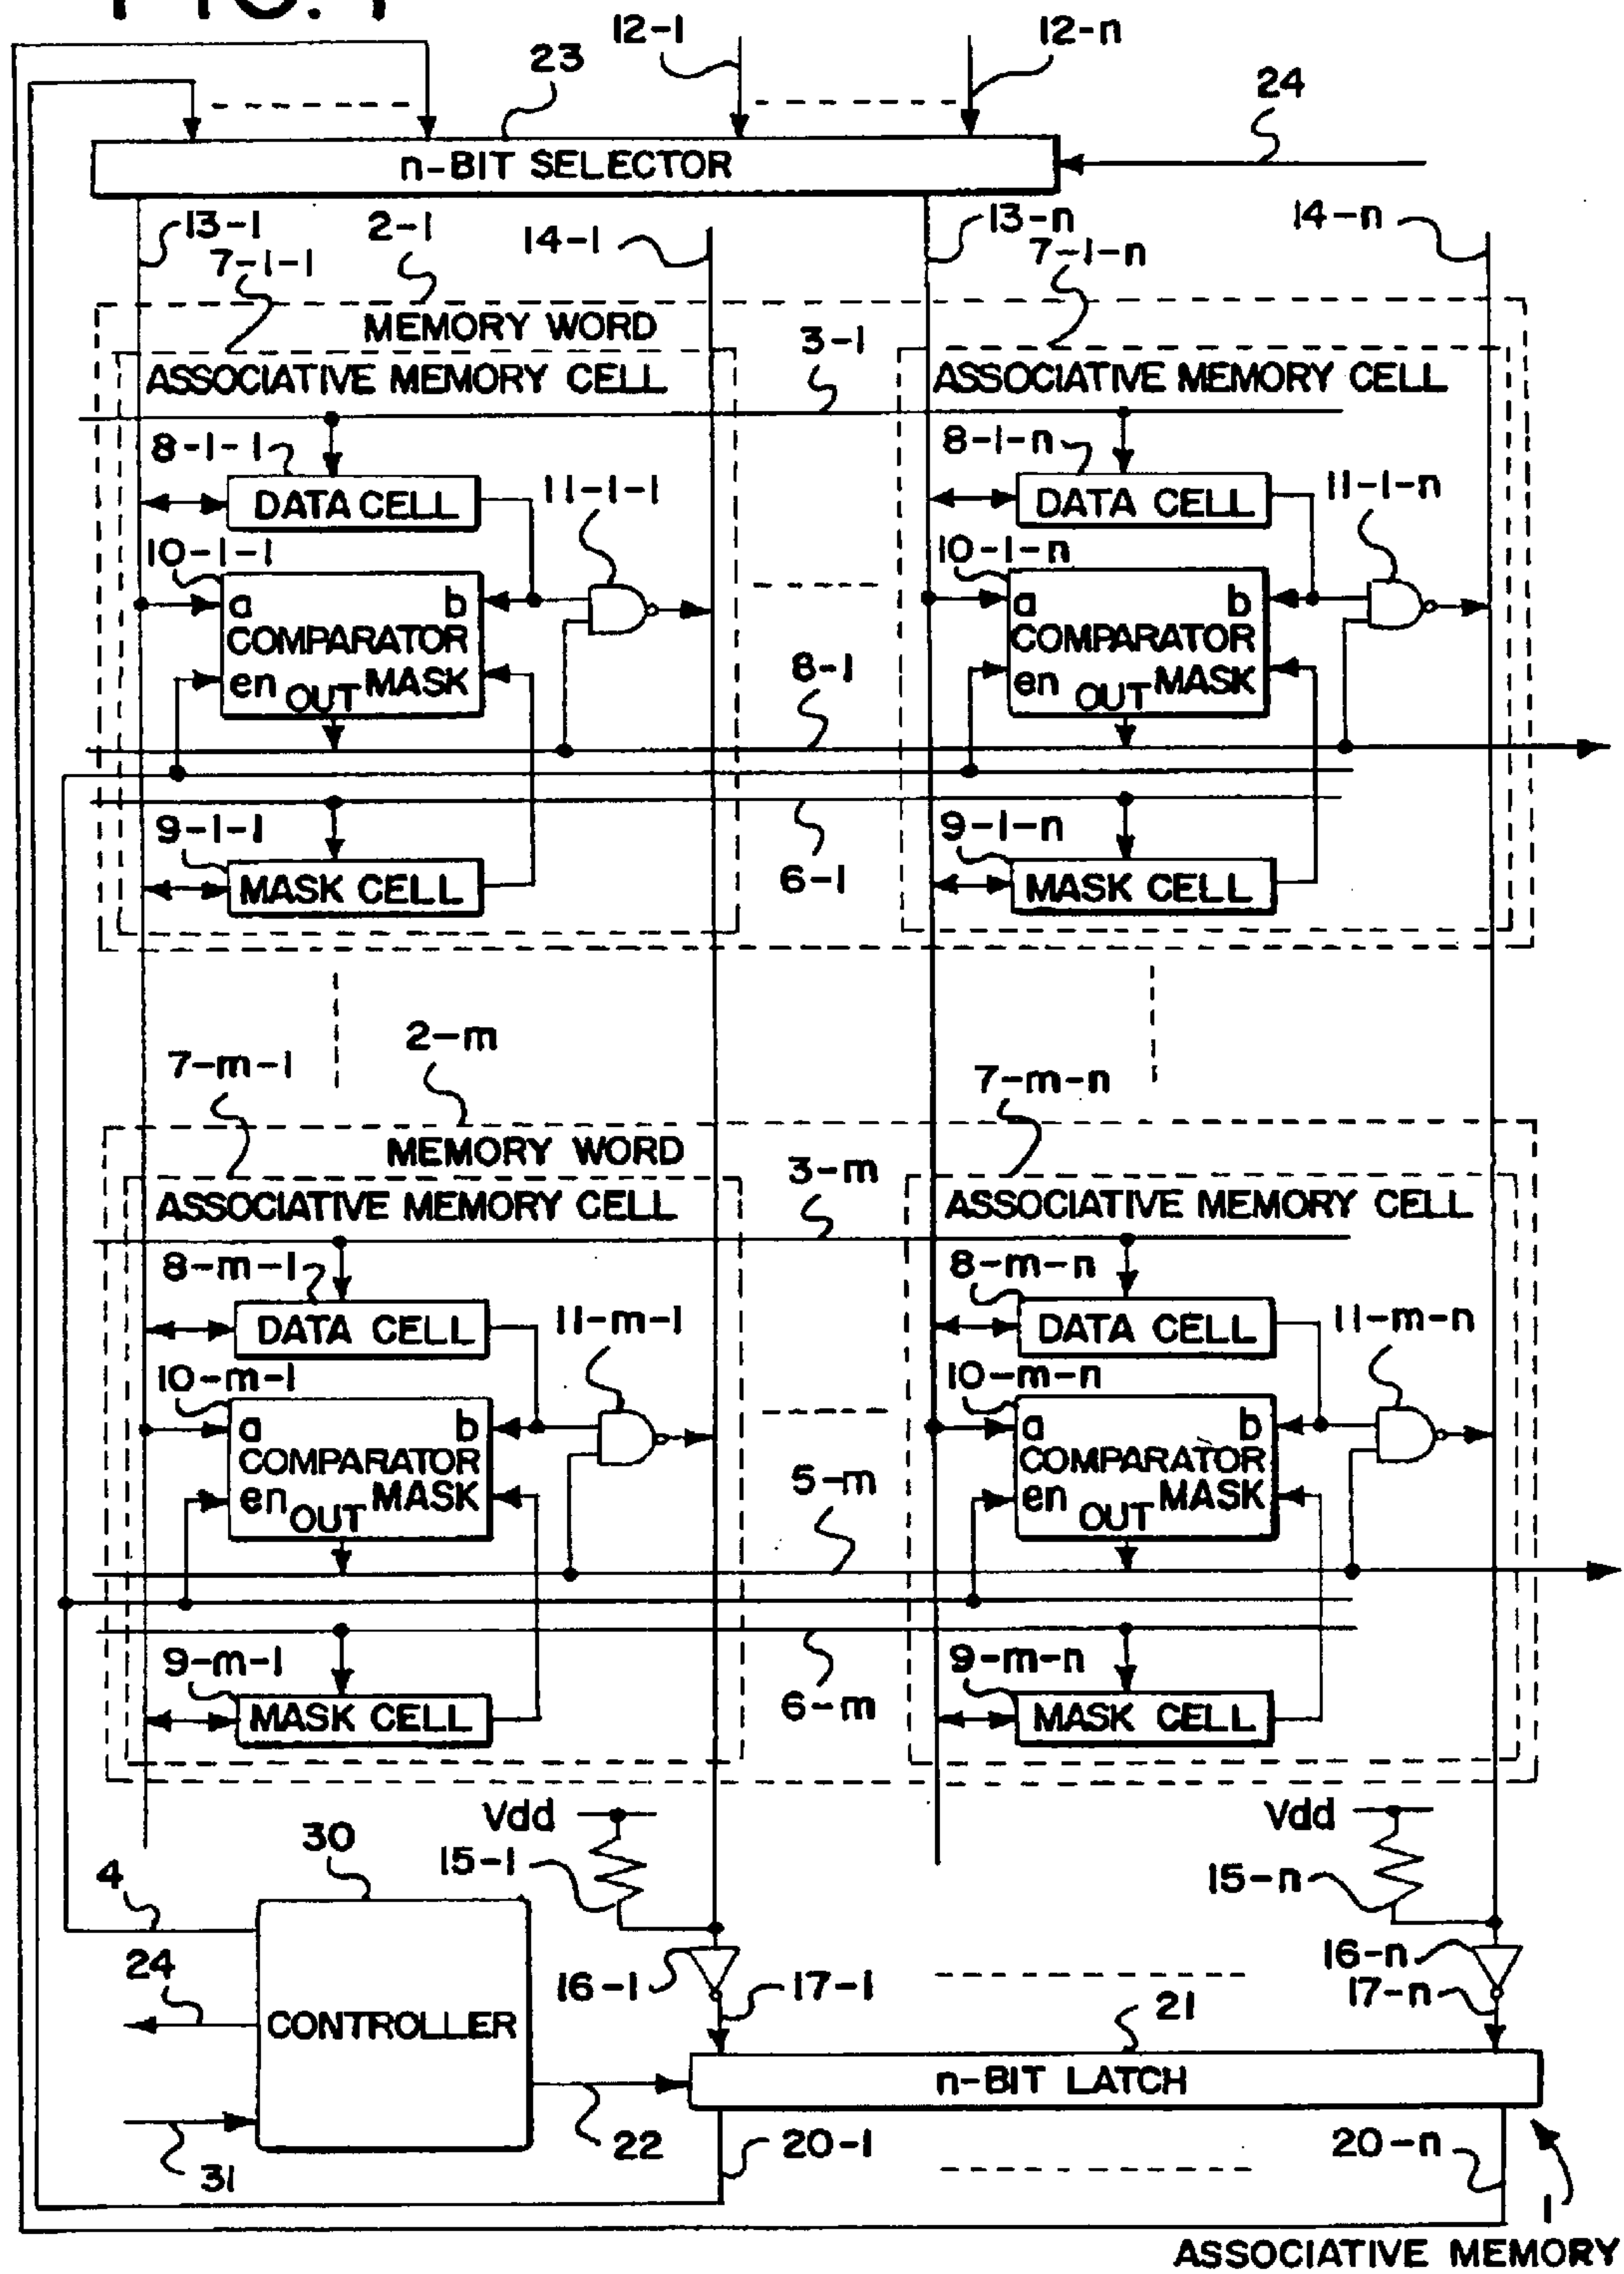 12-1
12-n
23
24
n-BIT SELECTOR
13-1
2-1
14-1
13-n
14-n
7-1-1
7-1-n
MEMORY WORD
3-1
ASSOCIATIVE MEMORY CELL
ASSOCIATIVE MEMORY CELL
8-1-1
8-1-n
DATA CELL
11-1-1
DATA CELL
11-1-n
10-1-1
10-1-n
a b
COMPARATOR
en OUT MASK
a b
COMPARATOR
en OUT MASK
8-1
9-1-1
9-1-n
6-1
MASK CELL
MASK CELL
2-m
7-m-1
7-m-n
MEMORY WORD
3-m
ASSOCIATIVE MEMORY CELL
ASSOCIATIVE MEMORY CELL
8-m-1
8-m-n
DATA CELL
11-m-1
DATA CELL
11-m-n
10-m-1
10-m-n
a b
COMPARATOR
en OUT MASK
a b
COMPARATOR
en OUT MASK
5-m
9-m-1
9-m-n
6-m
MASK CELL
MASK CELL
Vdd
Vdd
30
15-1
15-n
4
24
16-1
17-1
16-n
17-n
CONTROLLER
21
n-BIT LATCH
22
20-1
20-n
31
1
ASSOCIATIVE MEMORY